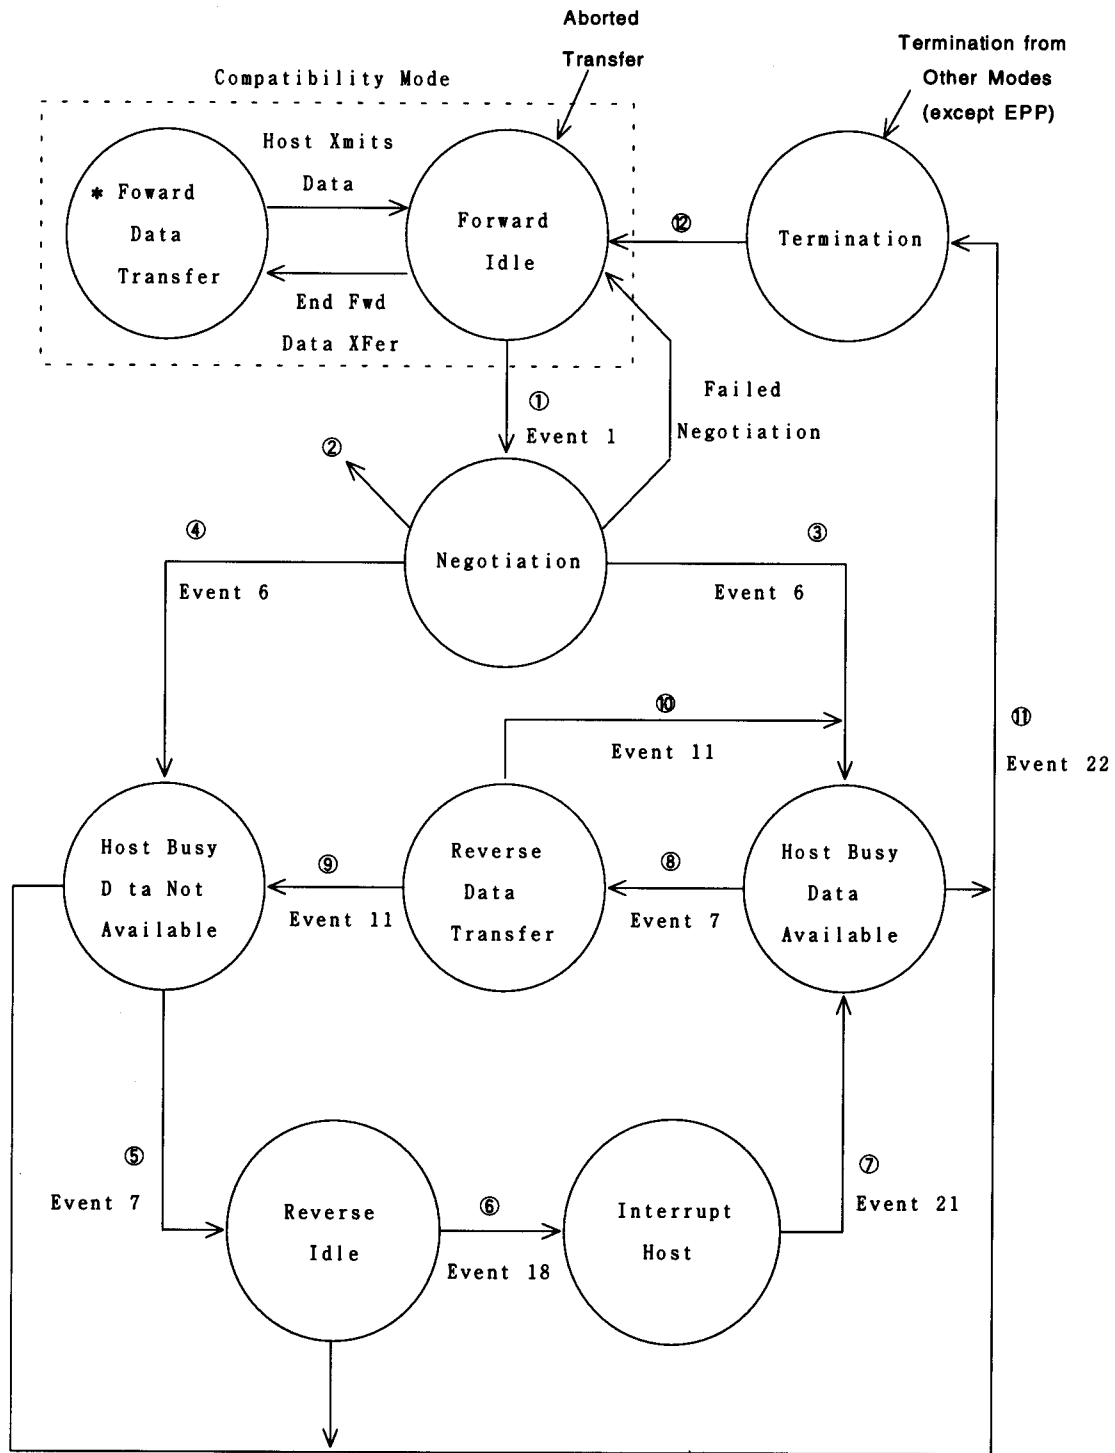 Aborted
Transfer
Termination from
Other Modes
(except EPP)
Compatibility Mode
Host Xmits
Data
* Foward
Data
Transfer
Forward
Idle
End Fwd
Data XFer
⑫
Termination
①
Event 1
Failed
Negotiation
②
④
Event 6
Negotiation
③
Event 6
⑩
Event 11
⑪
Event 22
Host Busy
D ta Not
Available
⑨
Event 11
Reverse
Data
Transfer
⑧
Event 7
Host Busy
Data
Available
⑤
Event 7
Reverse
Idle
⑥
Event 18
Interrupt
Host
⑦
Event 21